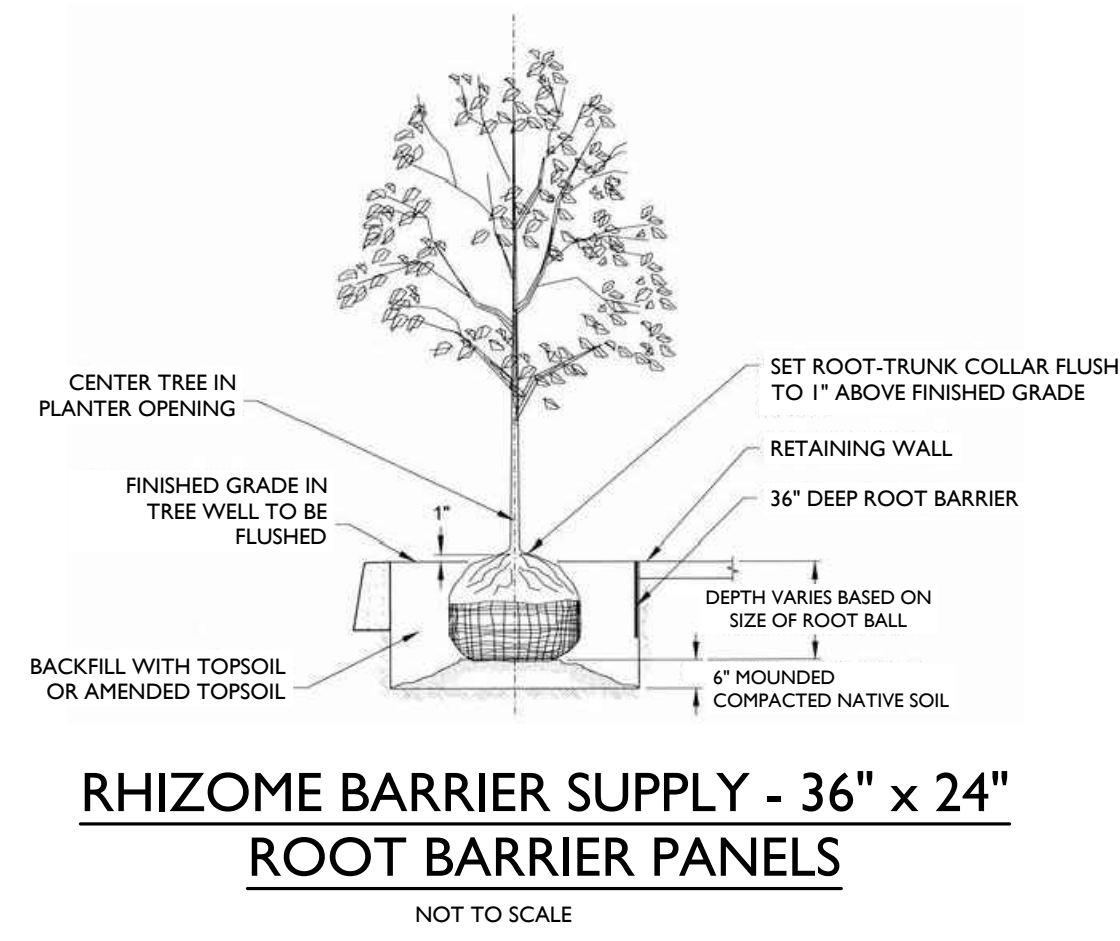 CENTER TREE IN
PLANTER OPENING
FINISHED GRADE IN
TREE WELL TO BE
FLUSHED
1"
BACKFILL WITH TOPSOIL
OR AMENDED TOPSOIL
SET ROOT-TRUNK COLLAR FLUSH
TO 1" ABOVE FINISHED GRADE
RETAINING WALL
36" DEEP ROOT BARRIER
DEPTH VARIES BASED ON
SIZE OF ROOT BALL
6" MOUNDED
COMPACTED NATIVE SOIL
RHIZOME BARRIER SUPPLY - 36" x 24"
ROOT BARRIER PANELS
NOT TO SCALE